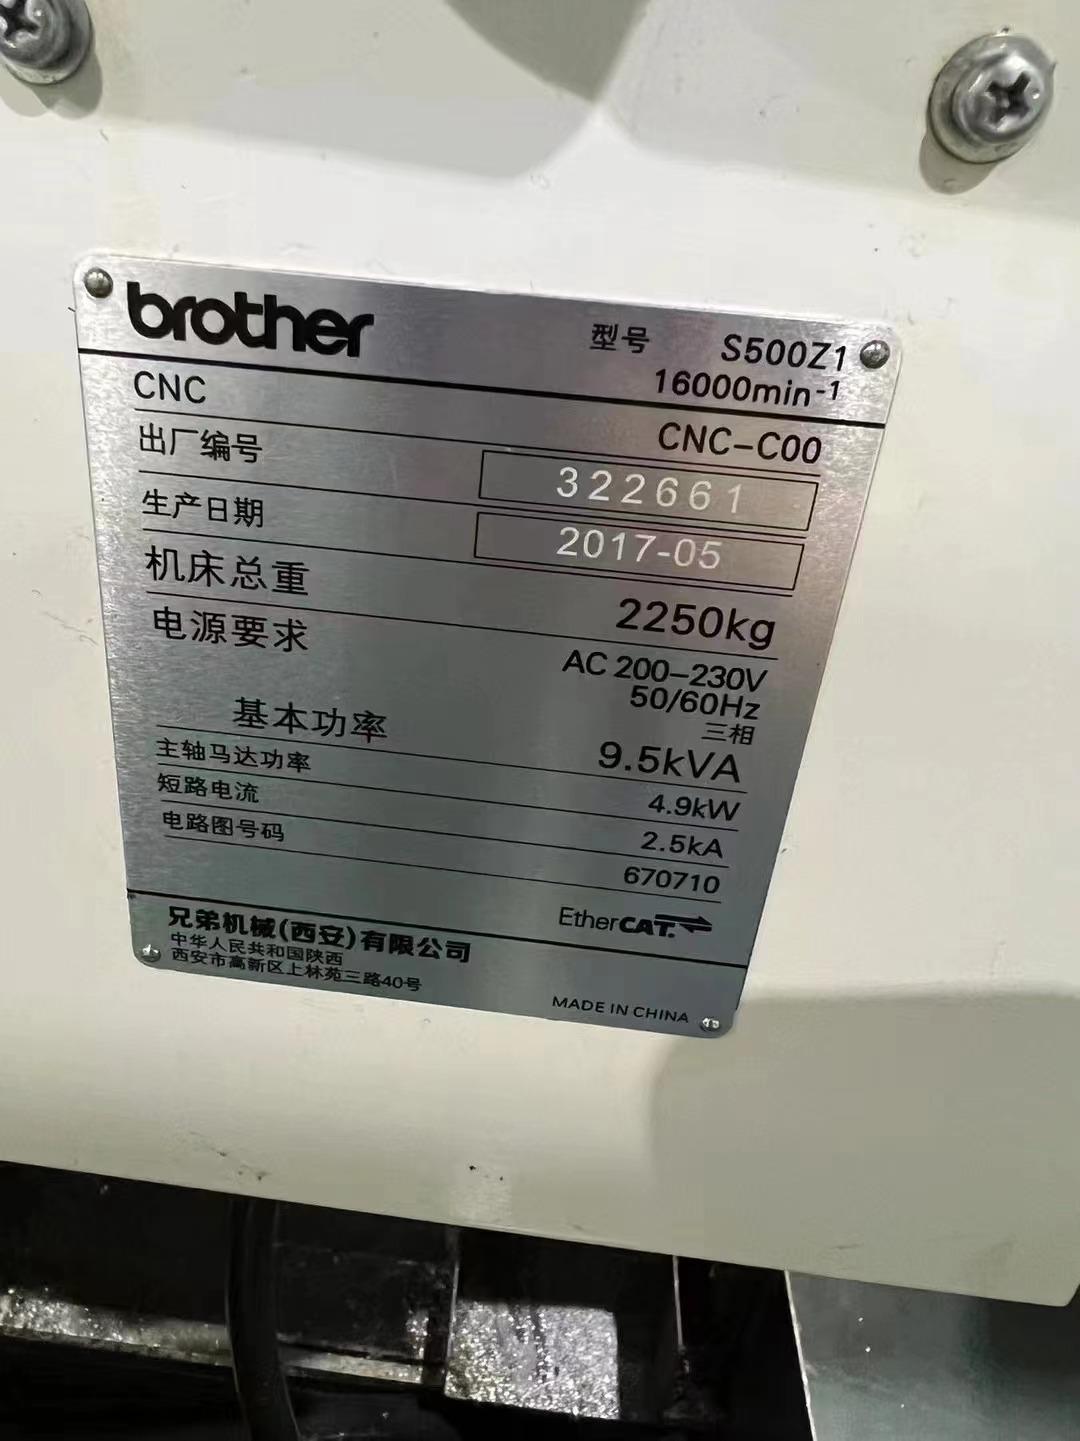 brother
型号 S500Z1
16000min-1
CNC CNC-C00
出厂编号 322661
生产日期 2017-05
机床总重 2250kg
电源要求 AC 200-230V
50/60Hz
三相
基本功率 9.5kVA
主轴马达功率 4.9kW
短路电流 2.5kA
电路图号码 670710
EtherCAT.
兄弟机械(西安)有限公司
中华人民共和国陕西
西安市高新区上林苑三路40号
MADE IN CHINA